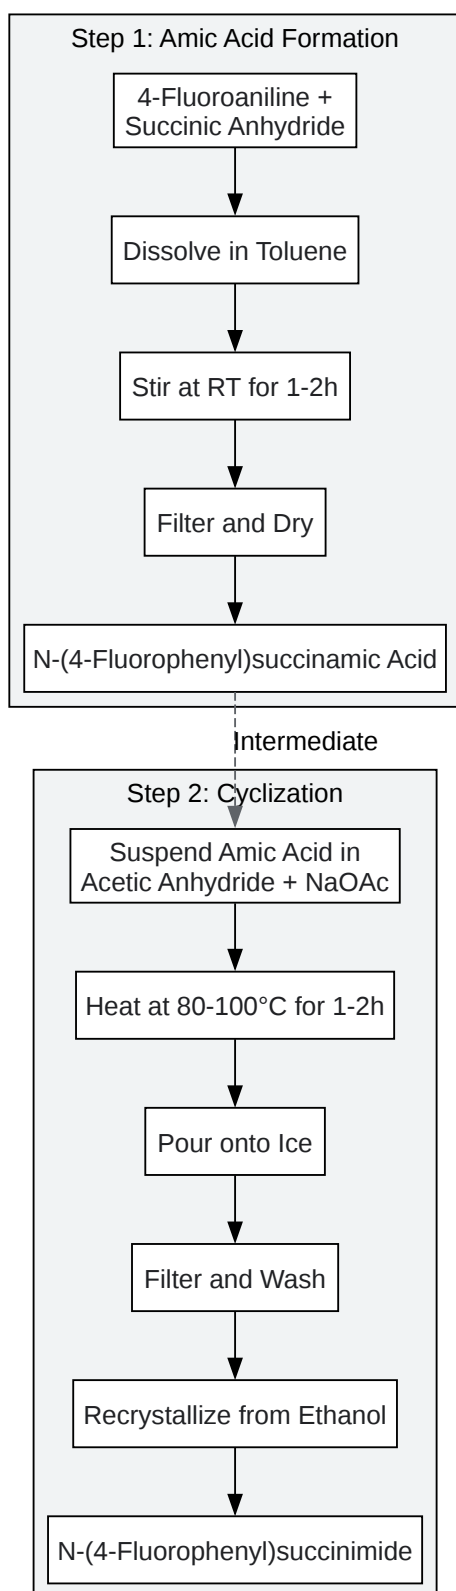 Step 1: Amic Acid Formation
4-Fluoroaniline +
Succinic Anhydride
Dissolve in Toluene
Stir at RT for 1-2h
Filter and Dry
N-(4-Fluorophenyl)succinamic Acid
Intermediate
Step 2: Cyclization
Suspend Amic Acid in
Acetic Anhydride + NaOAc
Heat at 80-100°C for 1-2h
Pour onto Ice
Filter and Wash
Recrystallize from Ethanol
N-(4-Fluorophenyl)succinimide